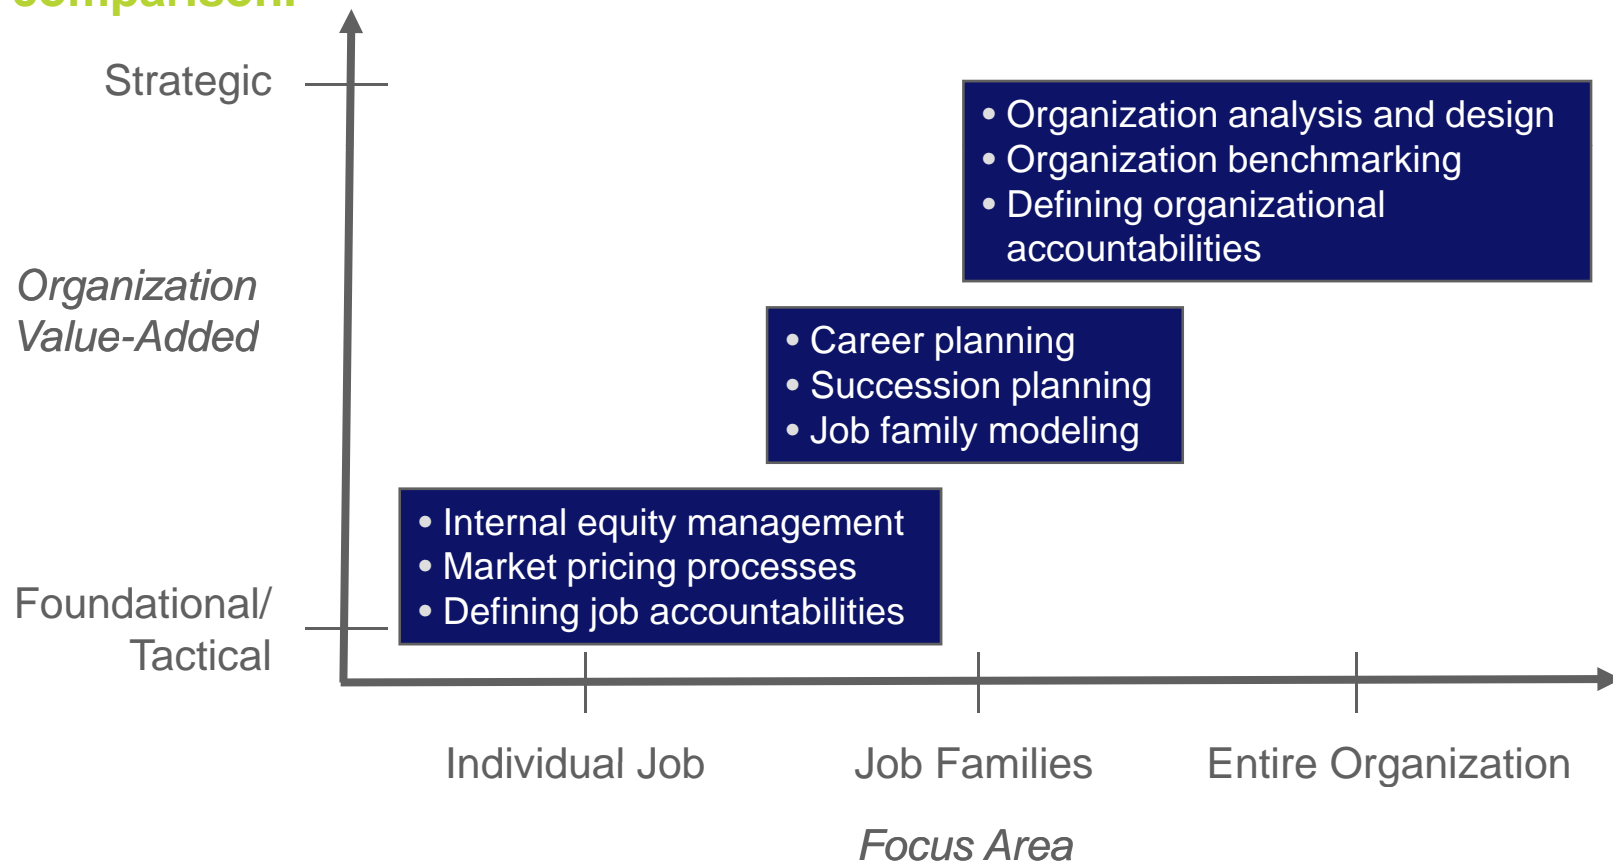 comparison.
Strategic
• Organization analysis and design
• Organization benchmarking
• Defining organizational
accountabilities
Organization
Value-Added
• Career planning
• Succession planning
• Job family modeling
• Internal equity management
• Market pricing processes
• Defining job accountabilities
Foundational/
Tactical
Individual Job
Job Families
Entire Organization
Focus Area